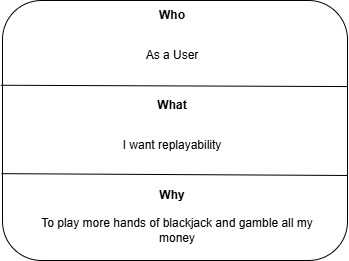 Who
As a User
What
I want replayability
Why
To play more hands of blackjack and gamble all my
money